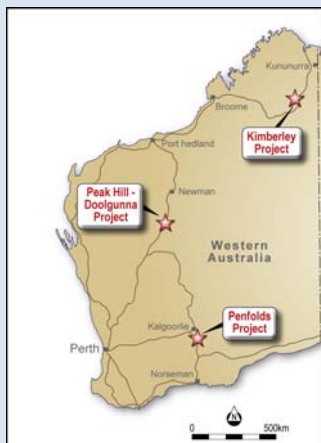 Kununurra
Broome
Kimberley
Project
Port hedland
Peak Hill -
Doolgunna
Project
Newman
Western
Australia
Penfolds
Project
Kalgoorlie
Perth
Norseman
N
0
500km